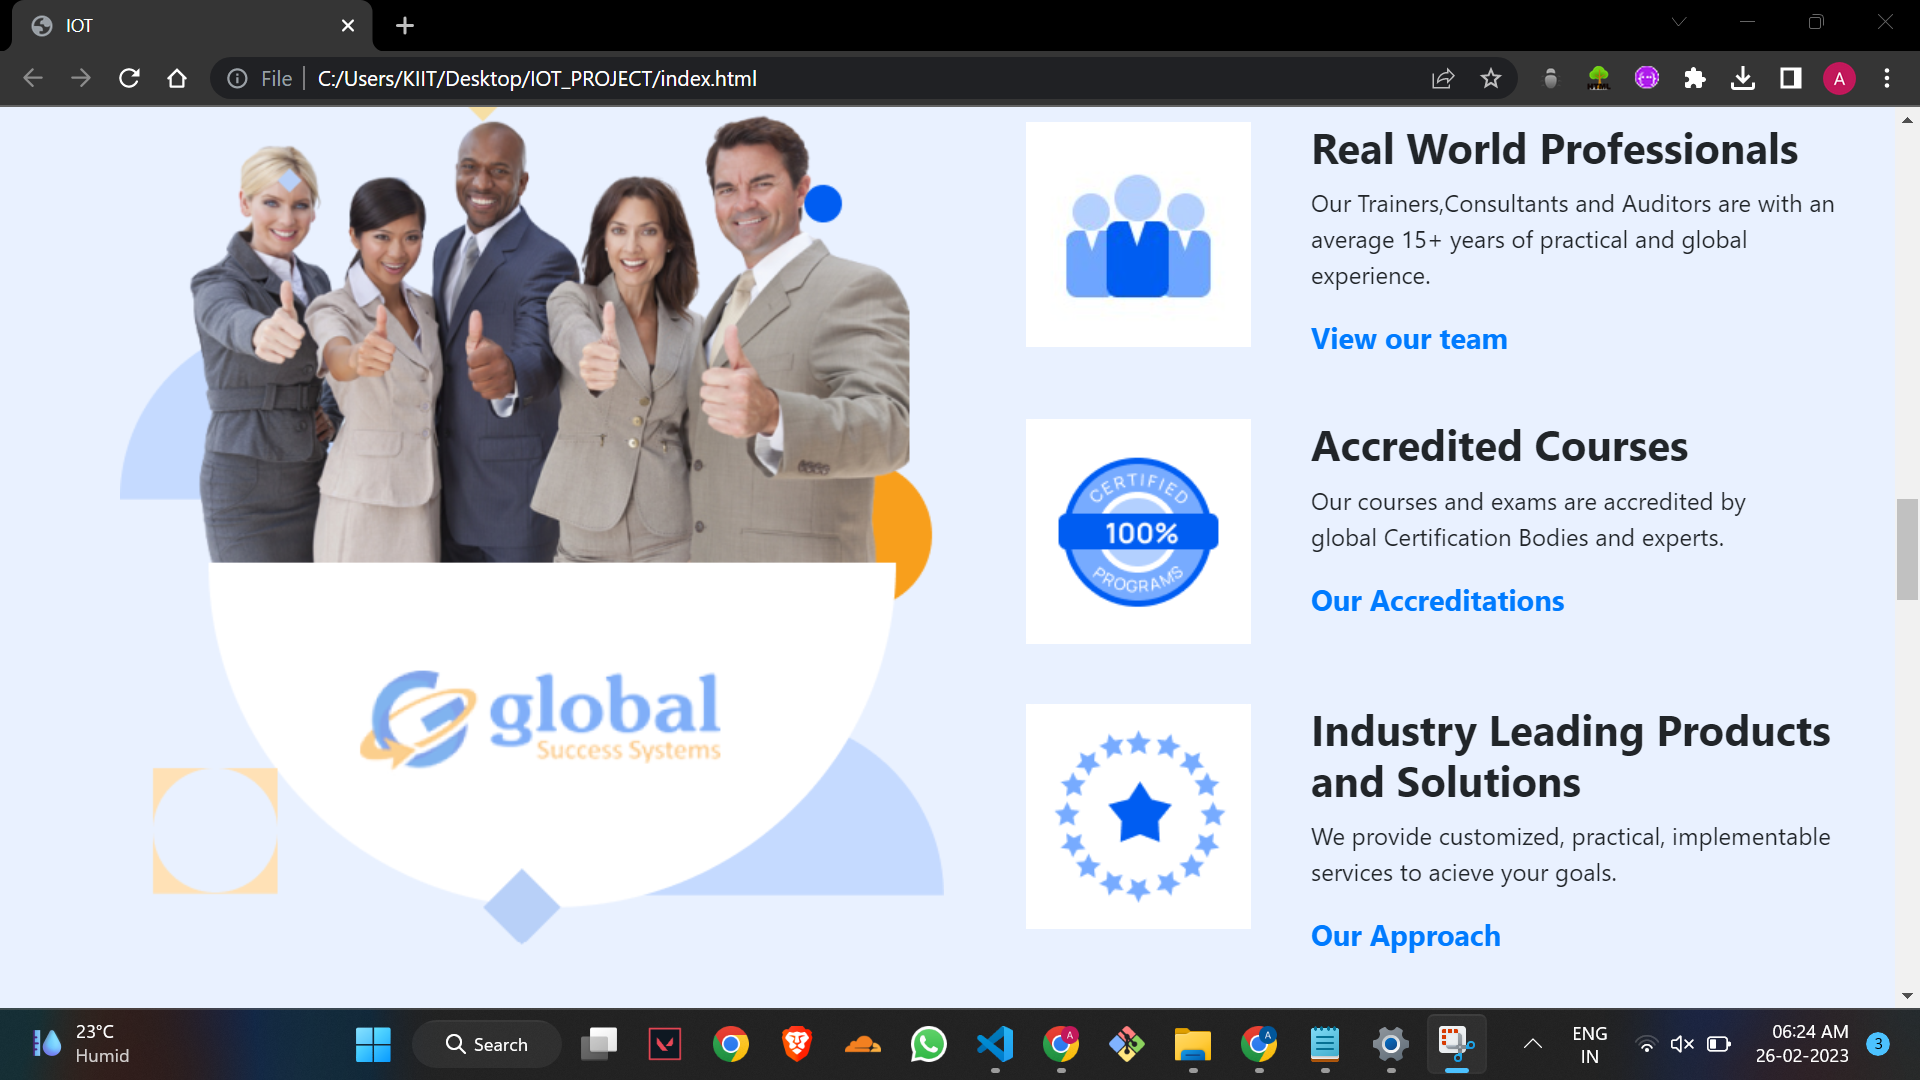 IOT
File
C:/Users/KIIT/Desktop/IOT_PROJECT/index.html
A
Real World Professionals
Our Trainers,Consultants and Auditors are with an
average 15+ years of practical and global
experience.
View our team
CERTIFIED
100%
PROGRAMS
Accredited Courses
Our courses and exams are accredited by
global Certification Bodies and experts.
Our Accreditations
global
Success Systems
Industry Leading Products
and Solutions
We provide customized, practical, implementable
services to acieve your goals.
Our Approach
23°C
Humid
Search
A
A
ENG
IN
06:24 AM
26-02-2023
3